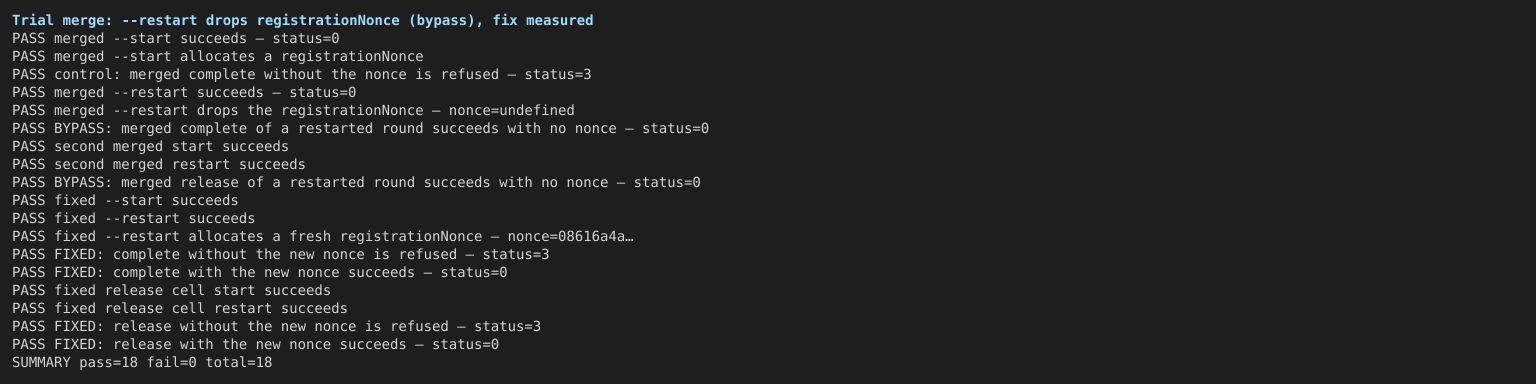 Trial merge: --restart drops registrationNonce (bypass), fix measured
PASS merged --start succeeds — status=0
PASS merged --start allocates a registrationNonce
PASS control: merged complete without the nonce is refused — status=3
PASS merged --restart succeeds — status=0
PASS merged --restart drops the registrationNonce — nonce=undefined
PASS BYPASS: merged complete of a restarted round succeeds with no nonce — status=0
PASS second merged start succeeds
PASS second merged restart succeeds
PASS BYPASS: merged release of a restarted round succeeds with no nonce — status=0
PASS fixed --start succeeds
PASS fixed --restart succeeds
PASS fixed --restart allocates a fresh registrationNonce — nonce=08616a4a…
PASS FIXED: complete without the new nonce is refused — status=3
PASS FIXED: complete with the new nonce succeeds — status=0
PASS fixed release cell start succeeds
PASS fixed release cell restart succeeds
PASS FIXED: release without the new nonce is refused — status=3
PASS FIXED: release with the new nonce succeeds — status=0
SUMMARY pass=18 fail=0 total=18